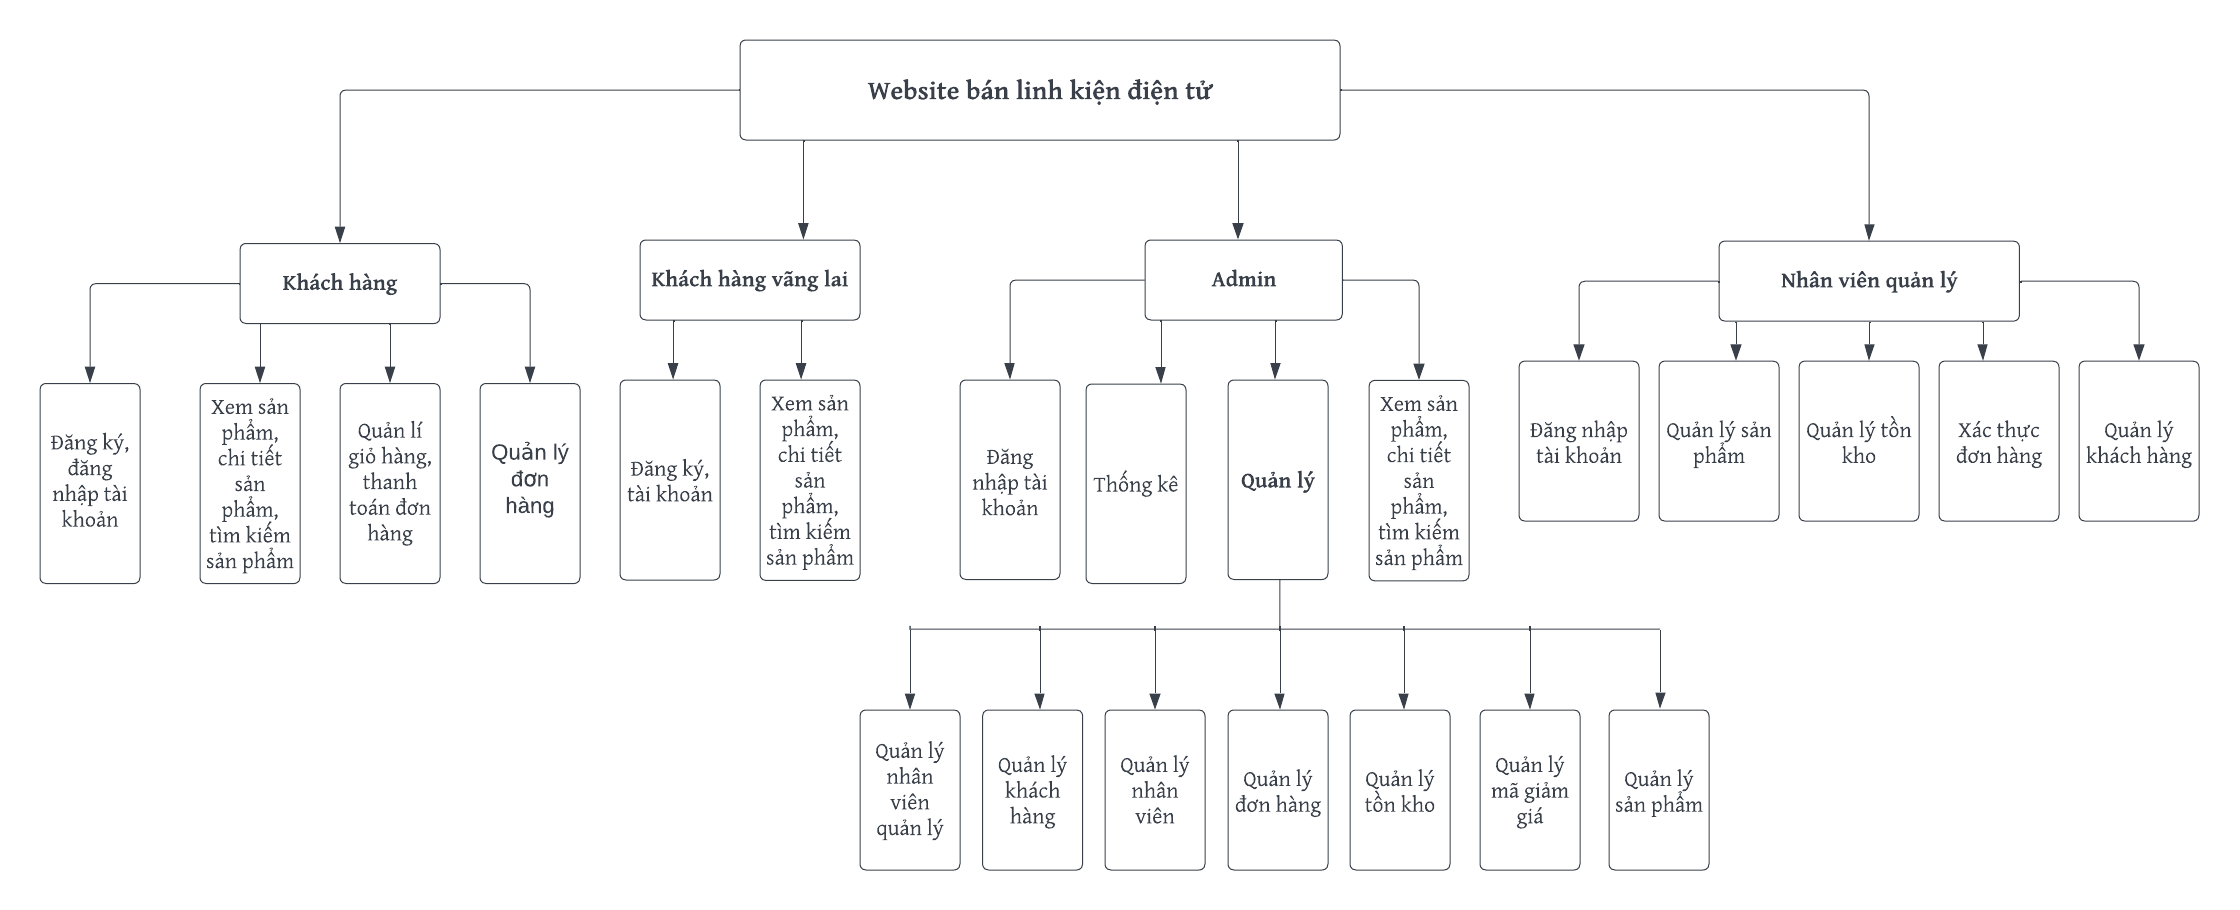 Website bán linh kiện điện tử
Khách hàng
Khách hàng vãng lai
Admin
Nhân viên quản lý
Đăng ký,
đăng
nhập tài
khoản
Xem sản
phẩm,
chi tiết
sản
phẩm,
tìm kiếm
sản phẩm
Quản lí
giỏ hàng,
thanh
toán đơn
hàng
Quản lý
đơn
hàng
Đăng ký,
tài khoản
Xem sản
phẩm,
chi tiết
sản
phẩm,
tìm kiếm
sản phẩm
Đăng
nhập tài
khoản
Thống kê
Quản lý
Xem sản
phẩm,
chi tiết
sản
phẩm,
tìm kiếm
sản phẩm
Đăng nhập
tài khoản
Quản lý sản
phẩm
Quản lý tồn
kho
Xác thực
đơn hàng
Quản lý
khách hàng
Quản lý
nhân
viên
quản lý
Quản lý
khách
hàng
Quản lý
nhân
viên
Quản lý
đơn hàng
Quản lý
tồn kho
Quản lý
mã giảm
giá
Quản lý
sản phẩm